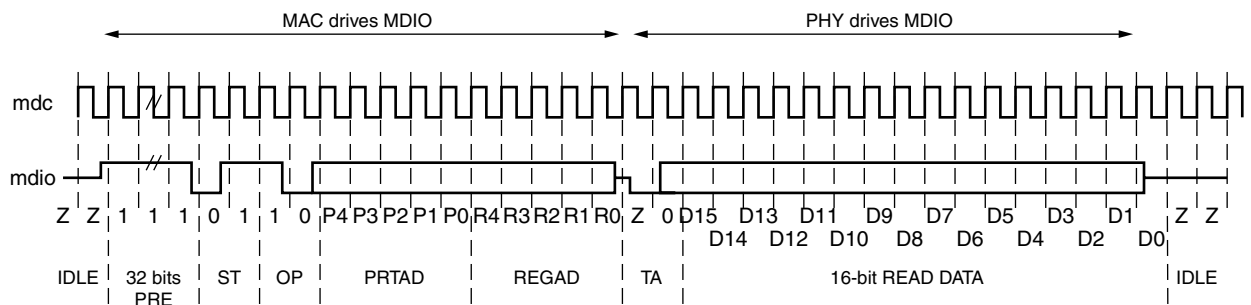 MAC drives MDIO PHY drives MDIO
mdc
mdio
Z Z 1 1 1 0 1 1 0 P4 P3 P2 P1 P0 R4 R3 R2 R1 R0 Z 0 D15 D13 D11 D9 D7 D5 D3 D1 Z Z
D14 D12 D10 D8 D6 D4 D2 D0
IDLE 32 bits ST OP PRTAD REGAD TA 16-bit READ DATA IDLE
PRE